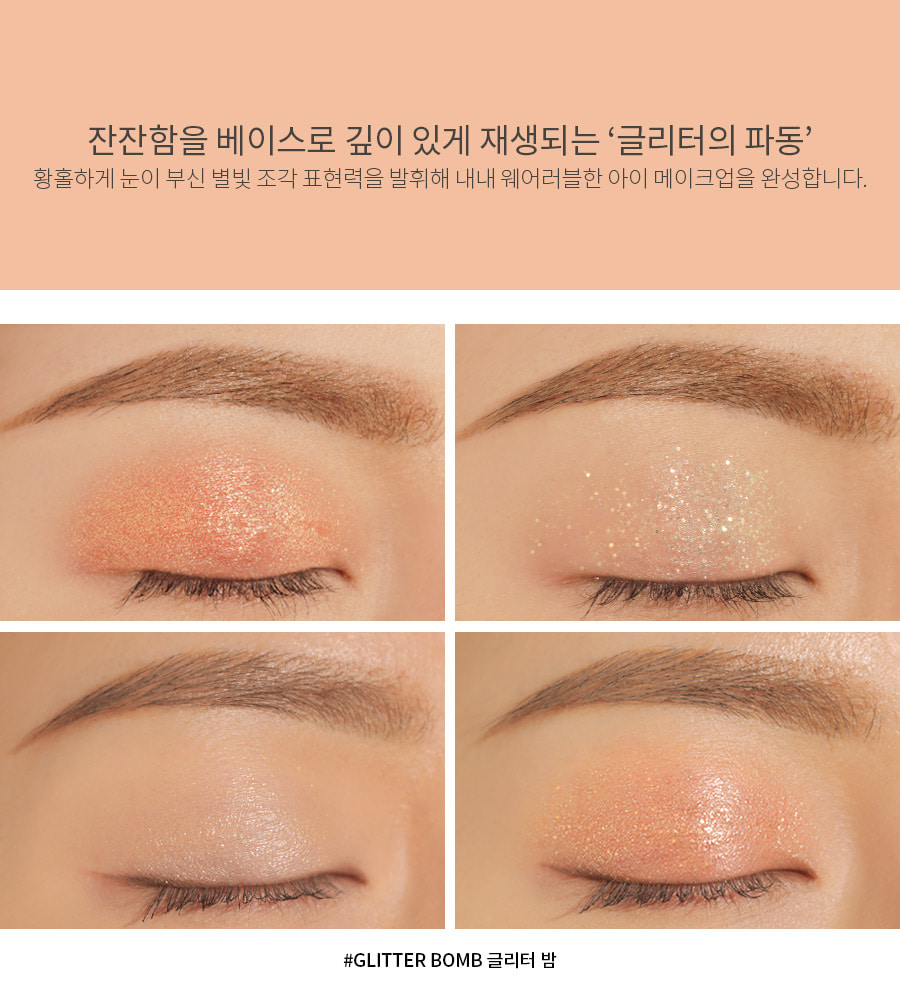 잔잔함을 베이스로 깊이 있게 재생되는 ‘글리터의 파동’
황홀하게 눈이 부신 별빛 조각 표현력을 발휘해 내내 웨어러블한 아이 메이크업을 완성합니다.
#GLITTER BOMB 글리터 밤